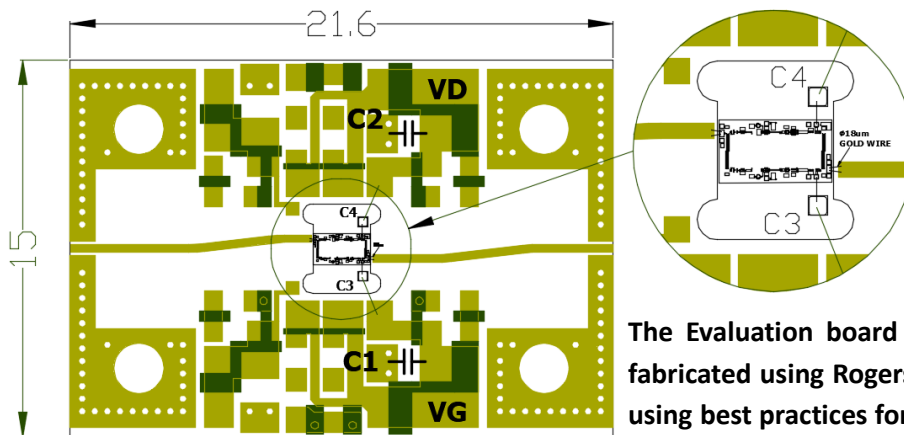 21.6
15
VD
C2
C4
C3
C1
VG
C4
ø18um
GOLD WIRE
C3
The Evaluation board
fabricated using Rogers
using best practices for